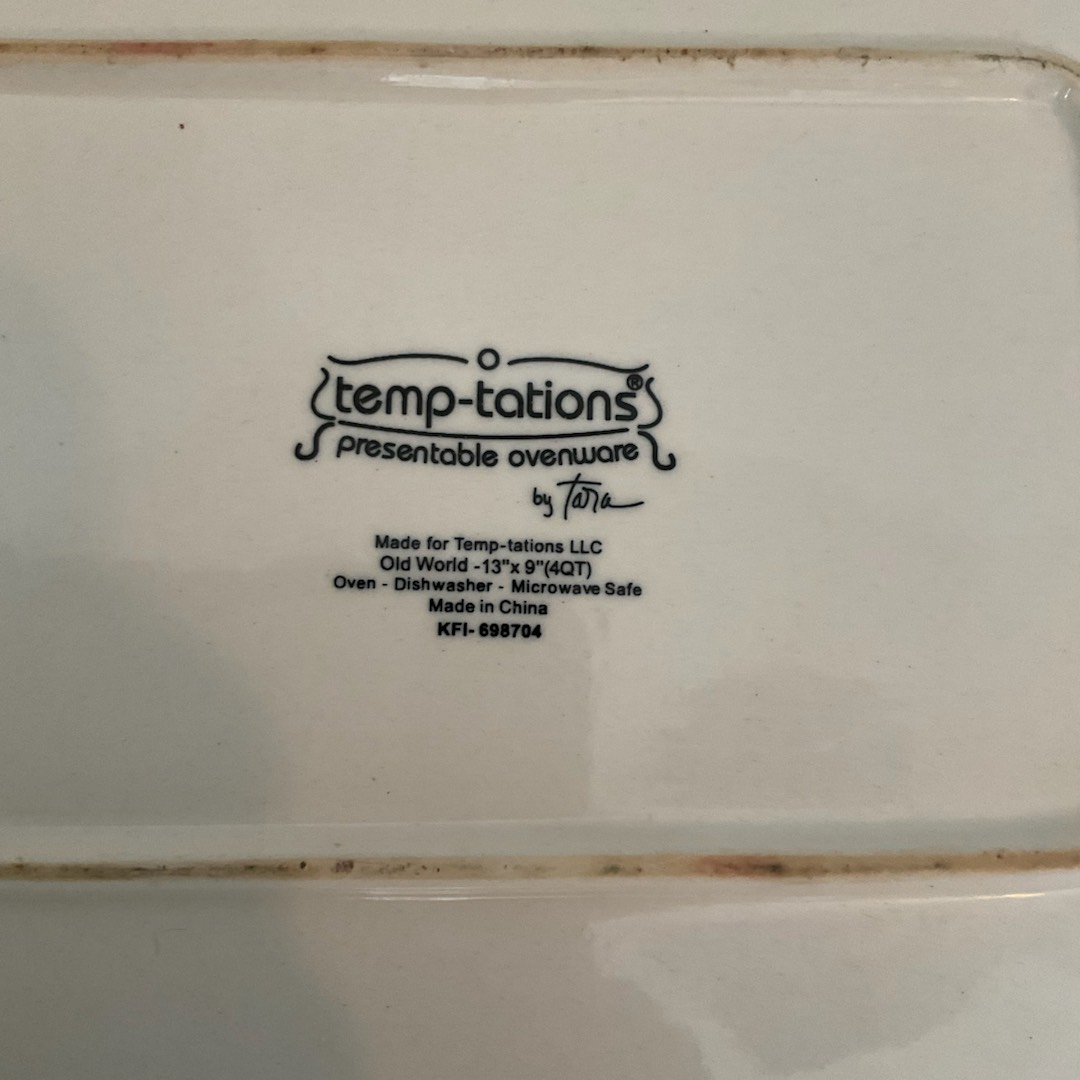 temp-tations®
presentable ovenware
by Tara
Made for Temp-tations LLC
Old World -13"x 9"(4QT)
Oven - Dishwasher - Microwave Safe
Made in China
KFI- 698704